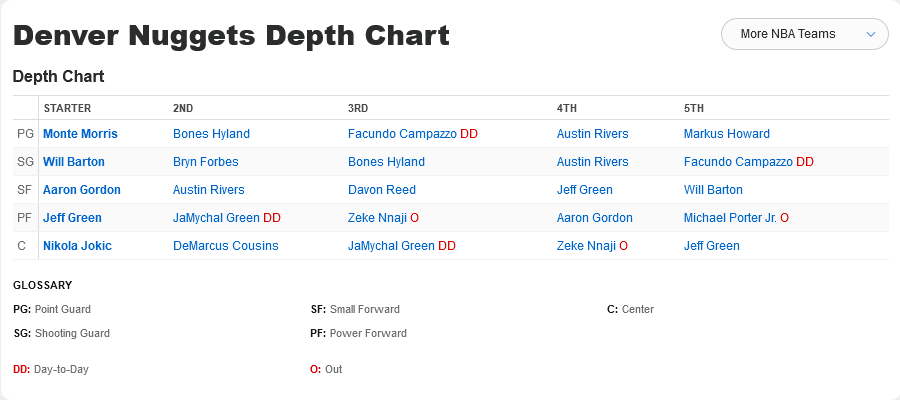 Denver Nuggets Depth Chart
More NBA Teams
Depth Chart
STARTER 2ND 3RD 4TH 5TH
PG Monte Morris Bones Hyland Facundo Campazzo DD Austin Rivers Markus Howard
SG Will Barton Bryn Forbes Bones Hyland Austin Rivers Facundo Campazzo DD
SF Aaron Gordon Austin Rivers Davon Reed Jeff Green Will Barton
PF Jeff Green JaMychal Green DD Zeke Nnaji O Aaron Gordon Michael Porter Jr. O
C Nikola Jokic DeMarcus Cousins JaMychal Green DD Zeke Nnaji O Jeff Green
GLOSSARY
PG: Point Guard SF: Small Forward C: Center
SG: Shooting Guard PF: Power Forward
DD: Day-to-Day O: Out